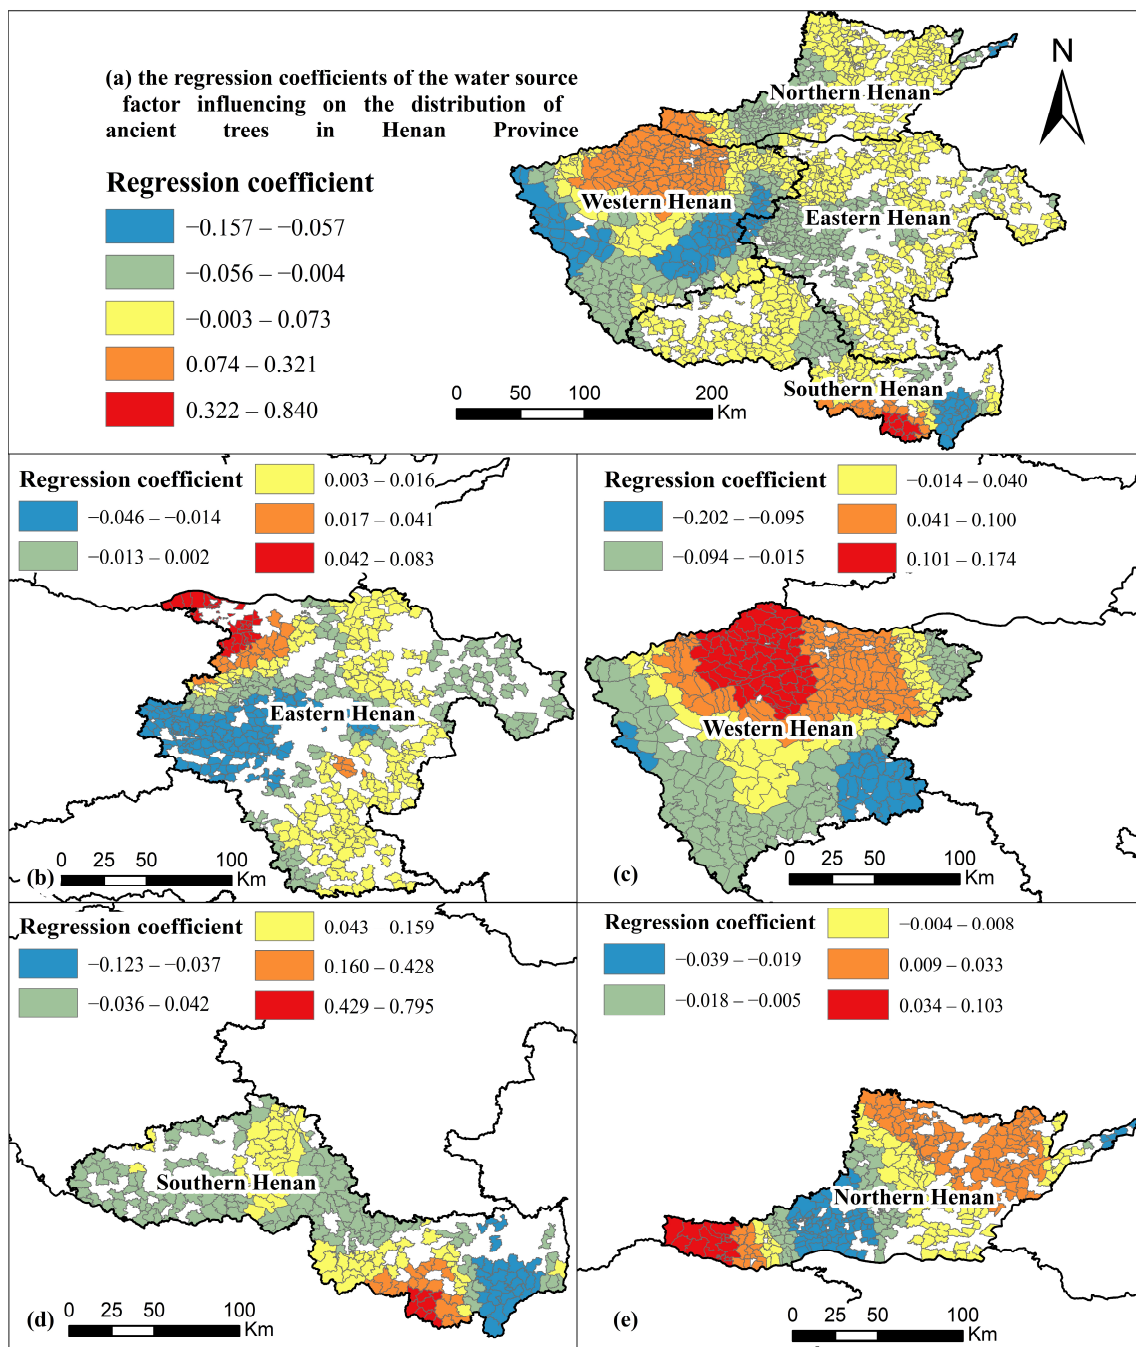 (a) the regression coefficients of the water source
factor influencing on the distribution of
ancient trees in Henan Province
N
Regression coefficient
−0.157 – −0.057
−0.056 – −0.004
−0.003 – 0.073
0.074 – 0.321
0.322 – 0.840
Northern Henan
Western Henan
Eastern Henan
Southern Henan
0 50 100 200
Km
Regression coefficient
−0.046 – −0.014
−0.013 – 0.002
0.003 – 0.016
0.017 – 0.041
0.042 – 0.083
Eastern Henan
(b)
0 25 50 100
Km
Regression coefficient
−0.202 – −0.095
−0.094 – −0.015
−0.014 – 0.040
0.041 – 0.100
0.101 – 0.174
Western Henan
(c)
0 25 50 100
Km
Regression coefficient
−0.123 – −0.037
−0.036 – 0.042
0.043 0.159
0.160 – 0.428
0.429 – 0.795
Southern Henan
(d)
0 25 50 100
Km
Regression coefficient
−0.039 – −0.019
−0.018 – −0.005
−0.004 – 0.008
0.009 – 0.033
0.034 – 0.103
Northern Henan
(e)
0 25 50 100
Km